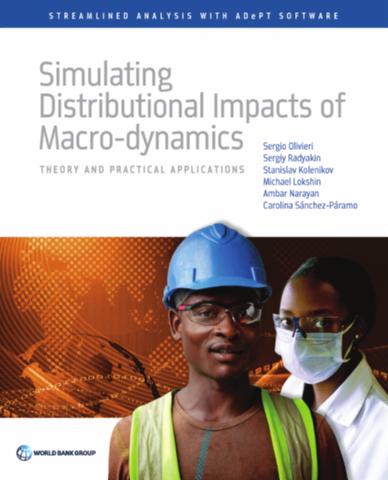 STREAMLINED ANALYSIS WITH ADePT SOFTWARE
Simulating
Distributional Impacts of
Macro-dynamics
THEORY AND PRACTICAL APPLICATIONS
Sergio Olivieri
Sergiy Radyakin
Stanislav Kolenikov
Michael Lokshin
Ambar Narayan
Carolina Sánchez-Páramo
WORLD BANK GROUP